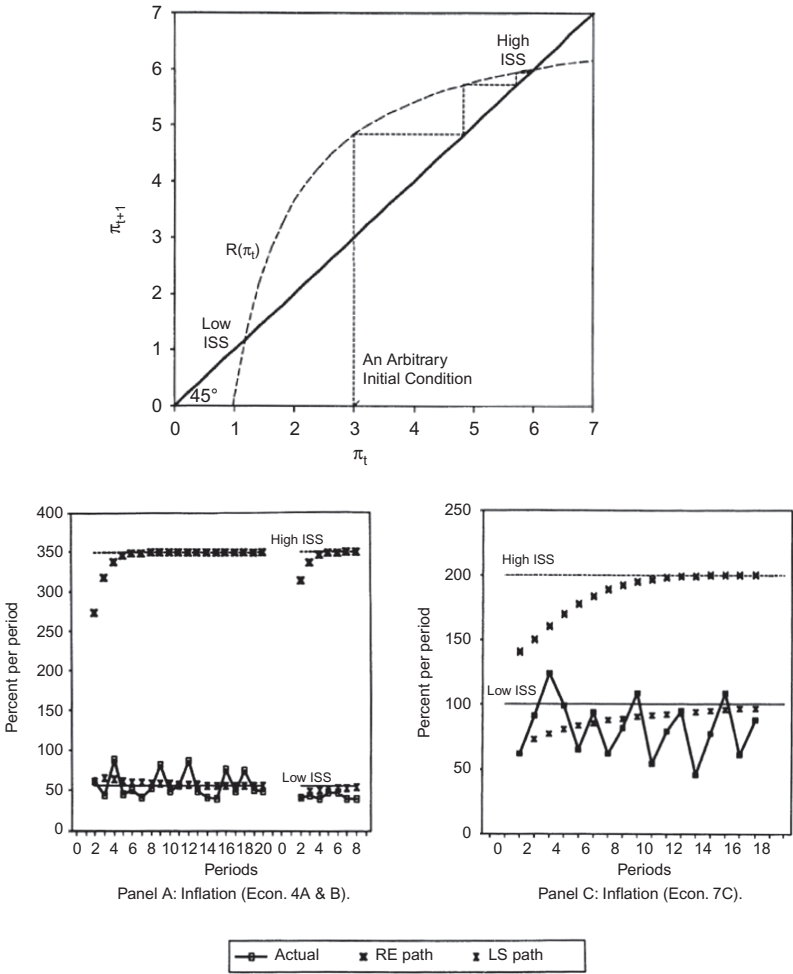 7
6
5
4
3
2
1
0
π_{t+1}
High
ISS
R(π_t)
Low
ISS
45°
An Arbitrary
Initial Condition
0 1 2 3 4 5 6 7
π_t
400
350
300
250
200
150
100
50
0
Percent per period
High ISS
Low ISS
0 2 4 6 8 10 12 14 16 18 20 0 2 4 6 8
Periods
Panel A: Inflation (Econ. 4A & B).
250
200
150
100
50
0
Percent per period
High ISS
Low ISS
0 2 4 6 8 10 12 14 16 18
Periods
Panel C: Inflation (Econ. 7C).
Actual RE path LS path